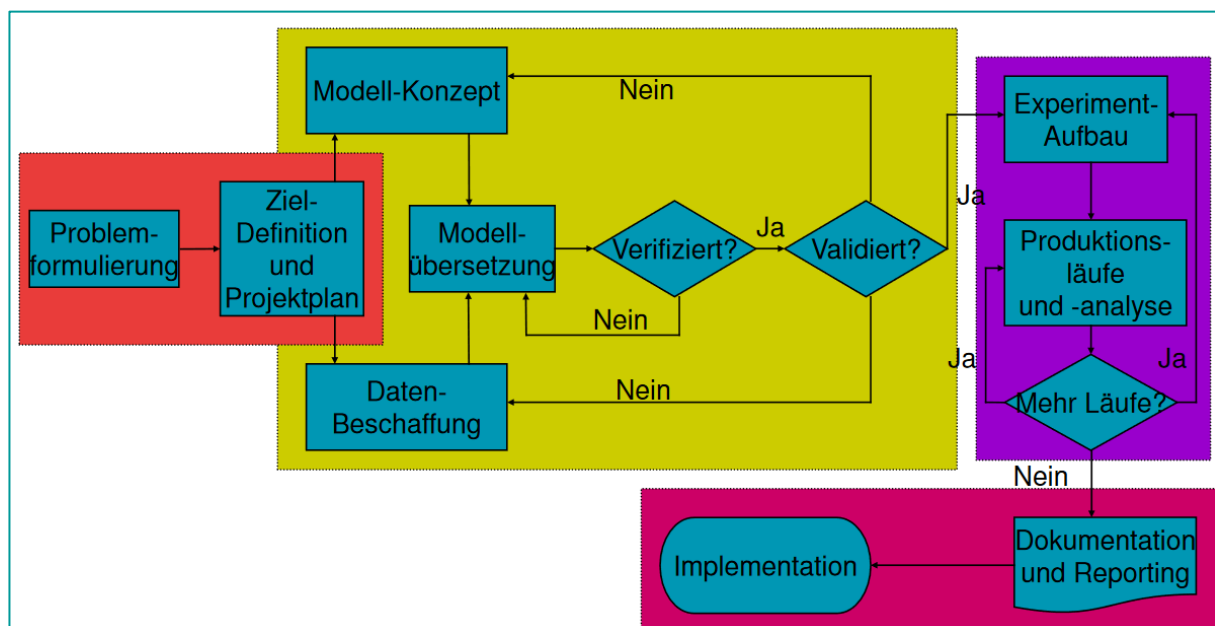 Problem-
formulierung
Ziel-
Definition
und
Projektplan
Modell-Konzept
Modell-
übersetzung
Daten-
Beschaffung
Verifiziert?
Nein
Ja
Validiert?
Nein
Nein
Ja
Experiment-
Aufbau
Produktions-
läufe
und -analyse
Mehr Läufe?
Ja
Ja
Nein
Dokumentation
und Reporting
Implementation